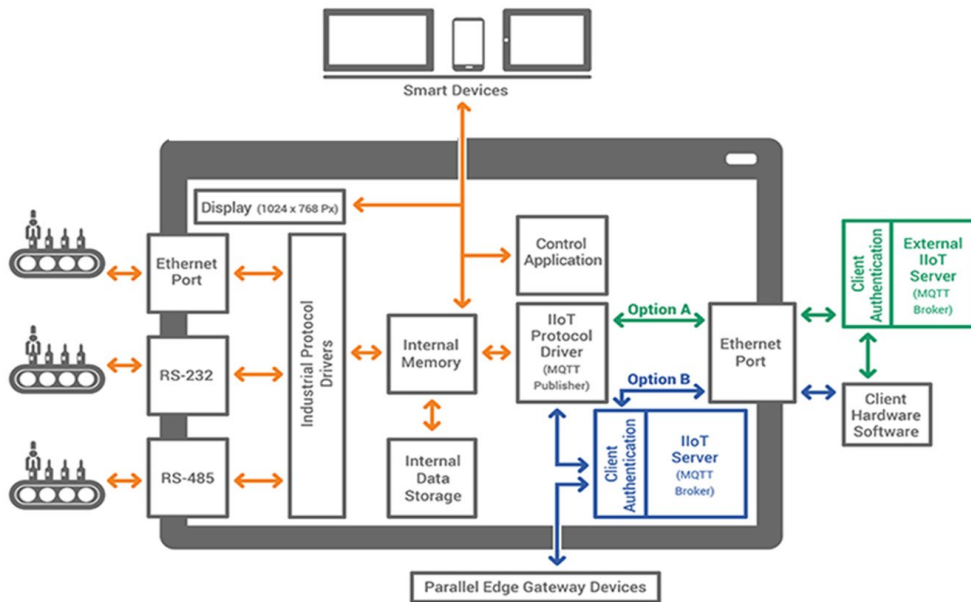 Smart Devices
Display (1024 x 768 Px)
Ethernet
Port
RS-232
RS-485
Industrial Protocol
Drivers
Internal
Memory
Internal
Data
Storage
Control
Application
IIoT
Protocol
Driver
(MQTT
Publisher)
Option A
Option B
Client
Authentication
IIoT
Server
(MQTT
Broker)
Ethernet
Port
Client
Authentication
External
IIoT
Server
(MQTT
Broker)
Client
Hardware
Software
Parallel Edge Gateway Devices